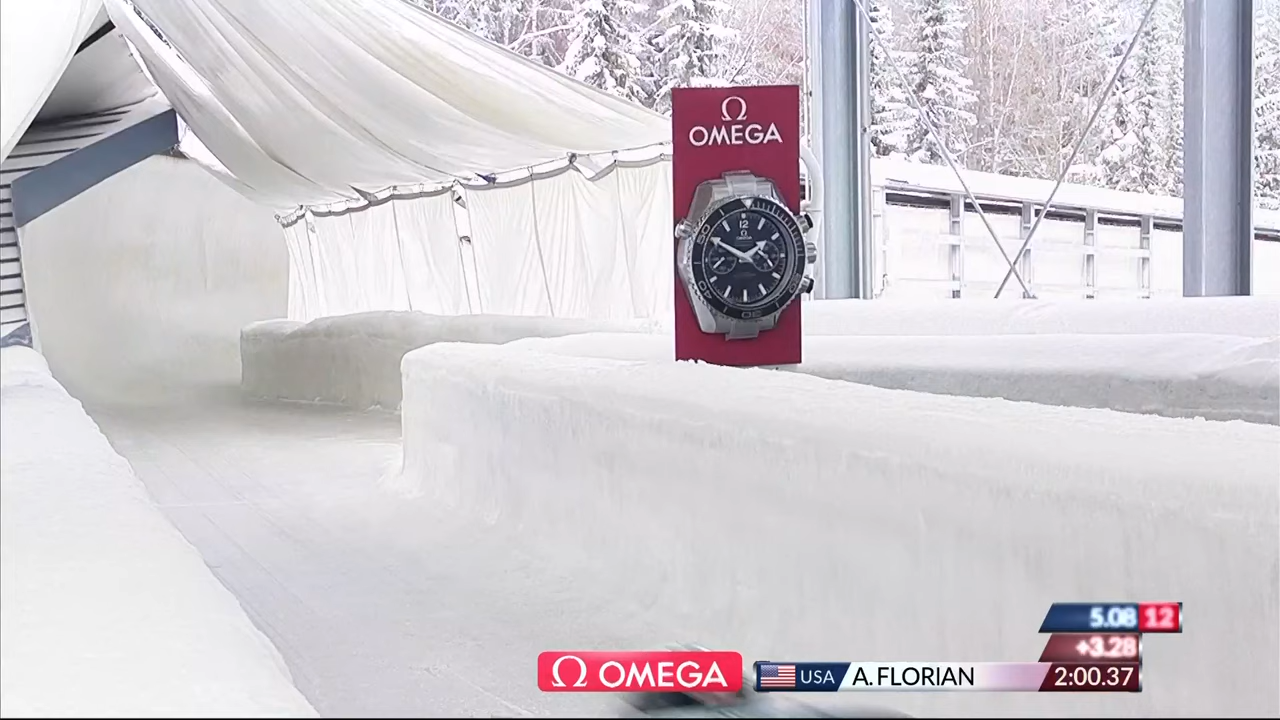 Ω
OMEGA
12
5.08 12
+3.28
Ω OMEGA
USA A. FLORIAN 2:00.37